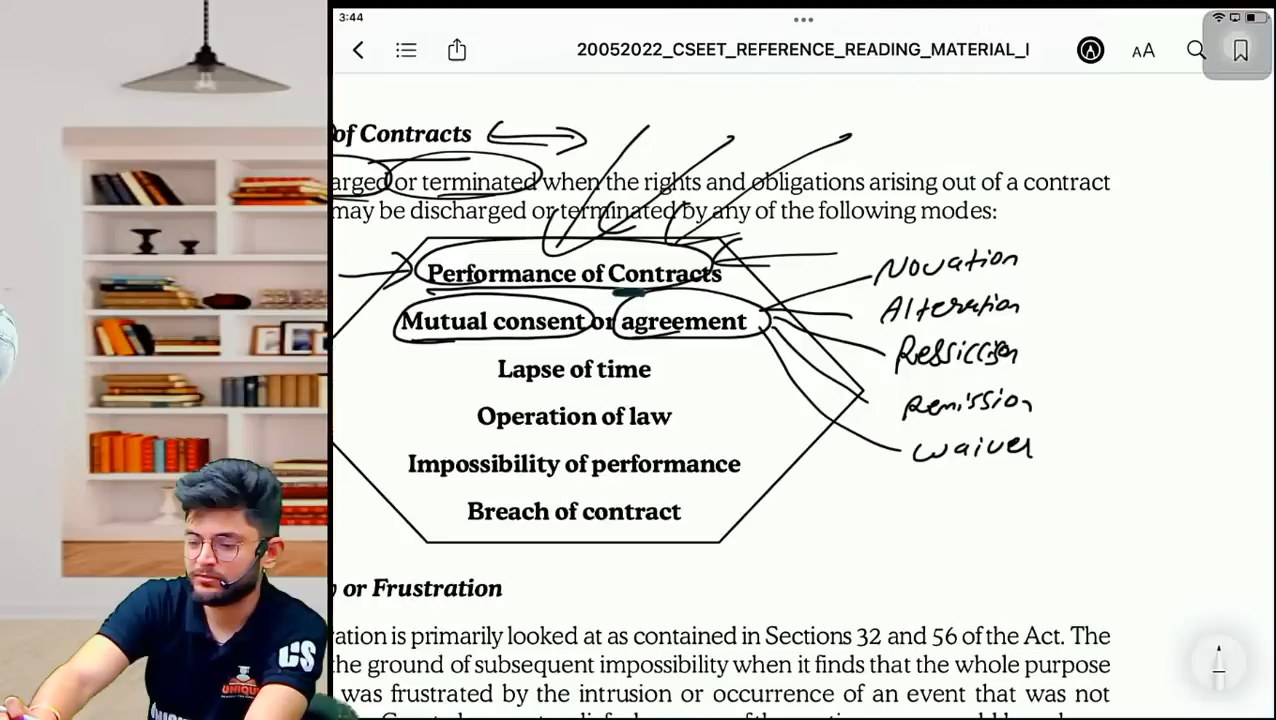 3:44
20052022_CSEET_REFERENCE_READING_MATERIAL_I
AA
of Contracts
arged or terminated when the rights and obligations arising out of a contract
may be discharged or terminated by any of the following modes:
Performance of Contracts
Mutual consent or agreement
Lapse of time
Operation of law
Impossibility of performance
Breach of contract
Novation
Alteration
Remission
waiver
or Frustration
ration is primarily looked at as contained in Sections 32 and 56 of the Act. The
he ground of subsequent impossibility when it finds that the whole purpose
was frustrated by the intrusion or occurrence of an event that was not
CS
UNIQUE